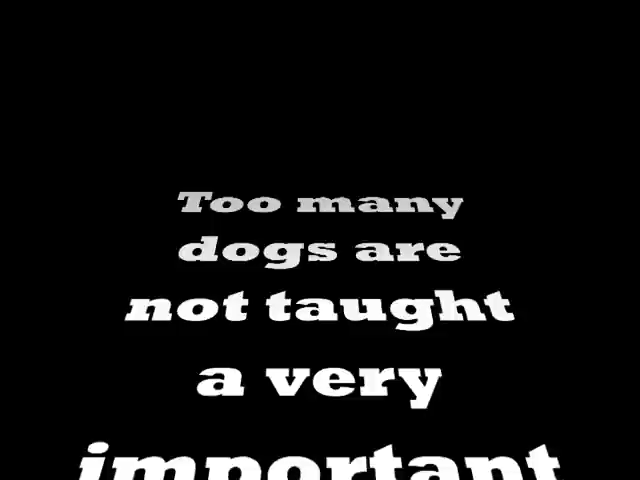 Too many
dogs are
not taught
a very
important